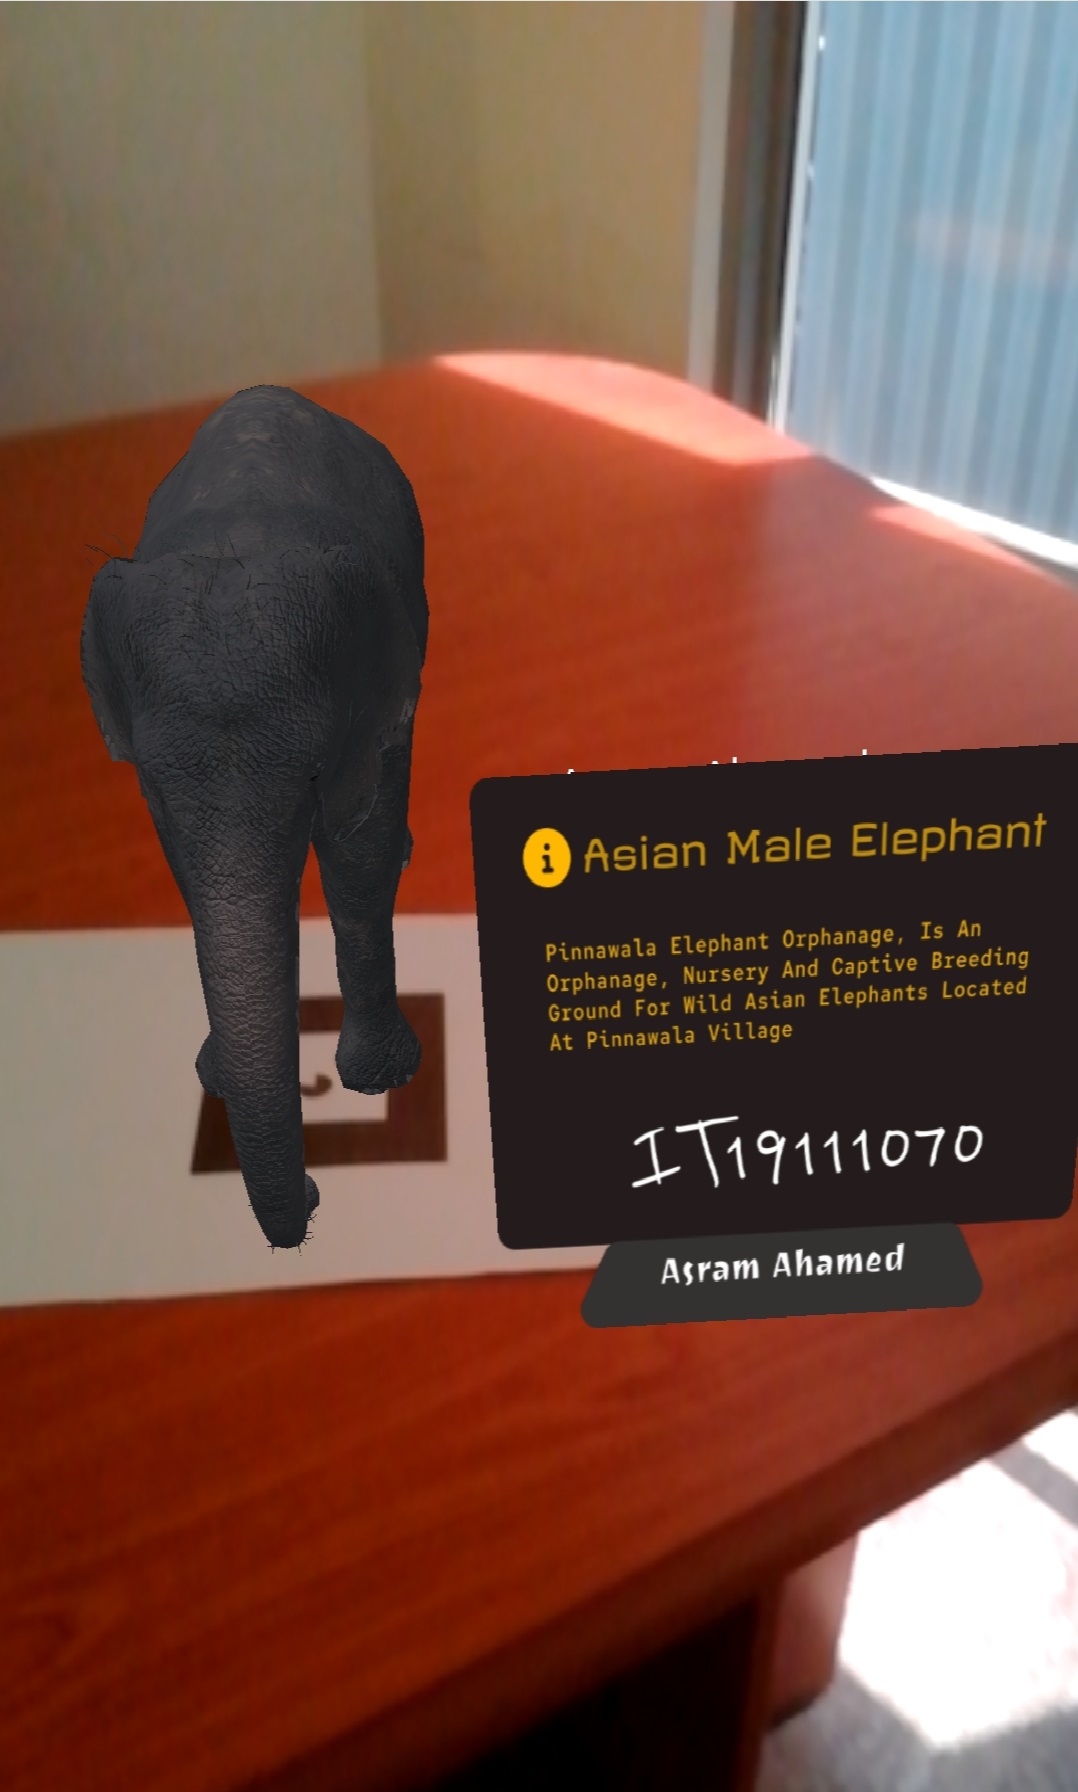 Asian Male Elephant
Pinnawala Elephant Orphanage, Is An
Orphanage, Nursery And Captive Breeding
Ground For Wild Asian Elephants Located
At Pinnawala Village
IT19111070
Asram Ahamed